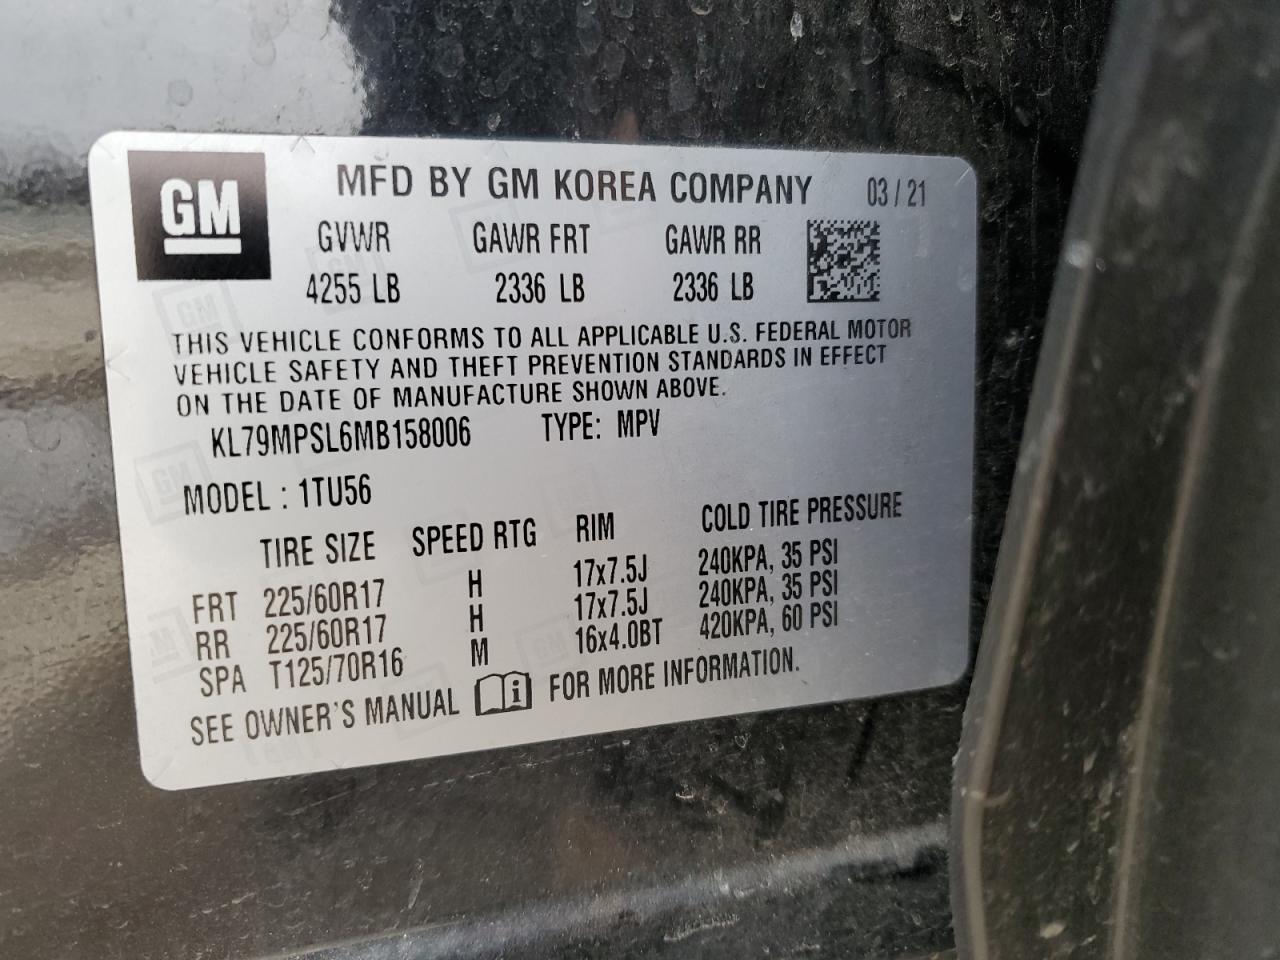 GM
MFD BY GM KOREA COMPANY 03 / 21
GVWR GAWR FRT GAWR RR
4255 LB 2336 LB 2336 LB
THIS VEHICLE CONFORMS TO ALL APPLICABLE U.S. FEDERAL MOTOR
VEHICLE SAFETY AND THEFT PREVENTION STANDARDS IN EFFECT
ON THE DATE OF MANUFACTURE SHOWN ABOVE.
KL79MPSL6MB158006 TYPE: MPV
MODEL : 1TU56
TIRE SIZE SPEED RTG RIM COLD TIRE PRESSURE
FRT 225/60R17 H 17x7.5J 240KPA, 35 PSI
RR 225/60R17 H 17x7.5J 240KPA, 35 PSI
SPA T125/70R16 M 16x4.0BT 420KPA, 60 PSI
SEE OWNER'S MANUAL i FOR MORE INFORMATION.